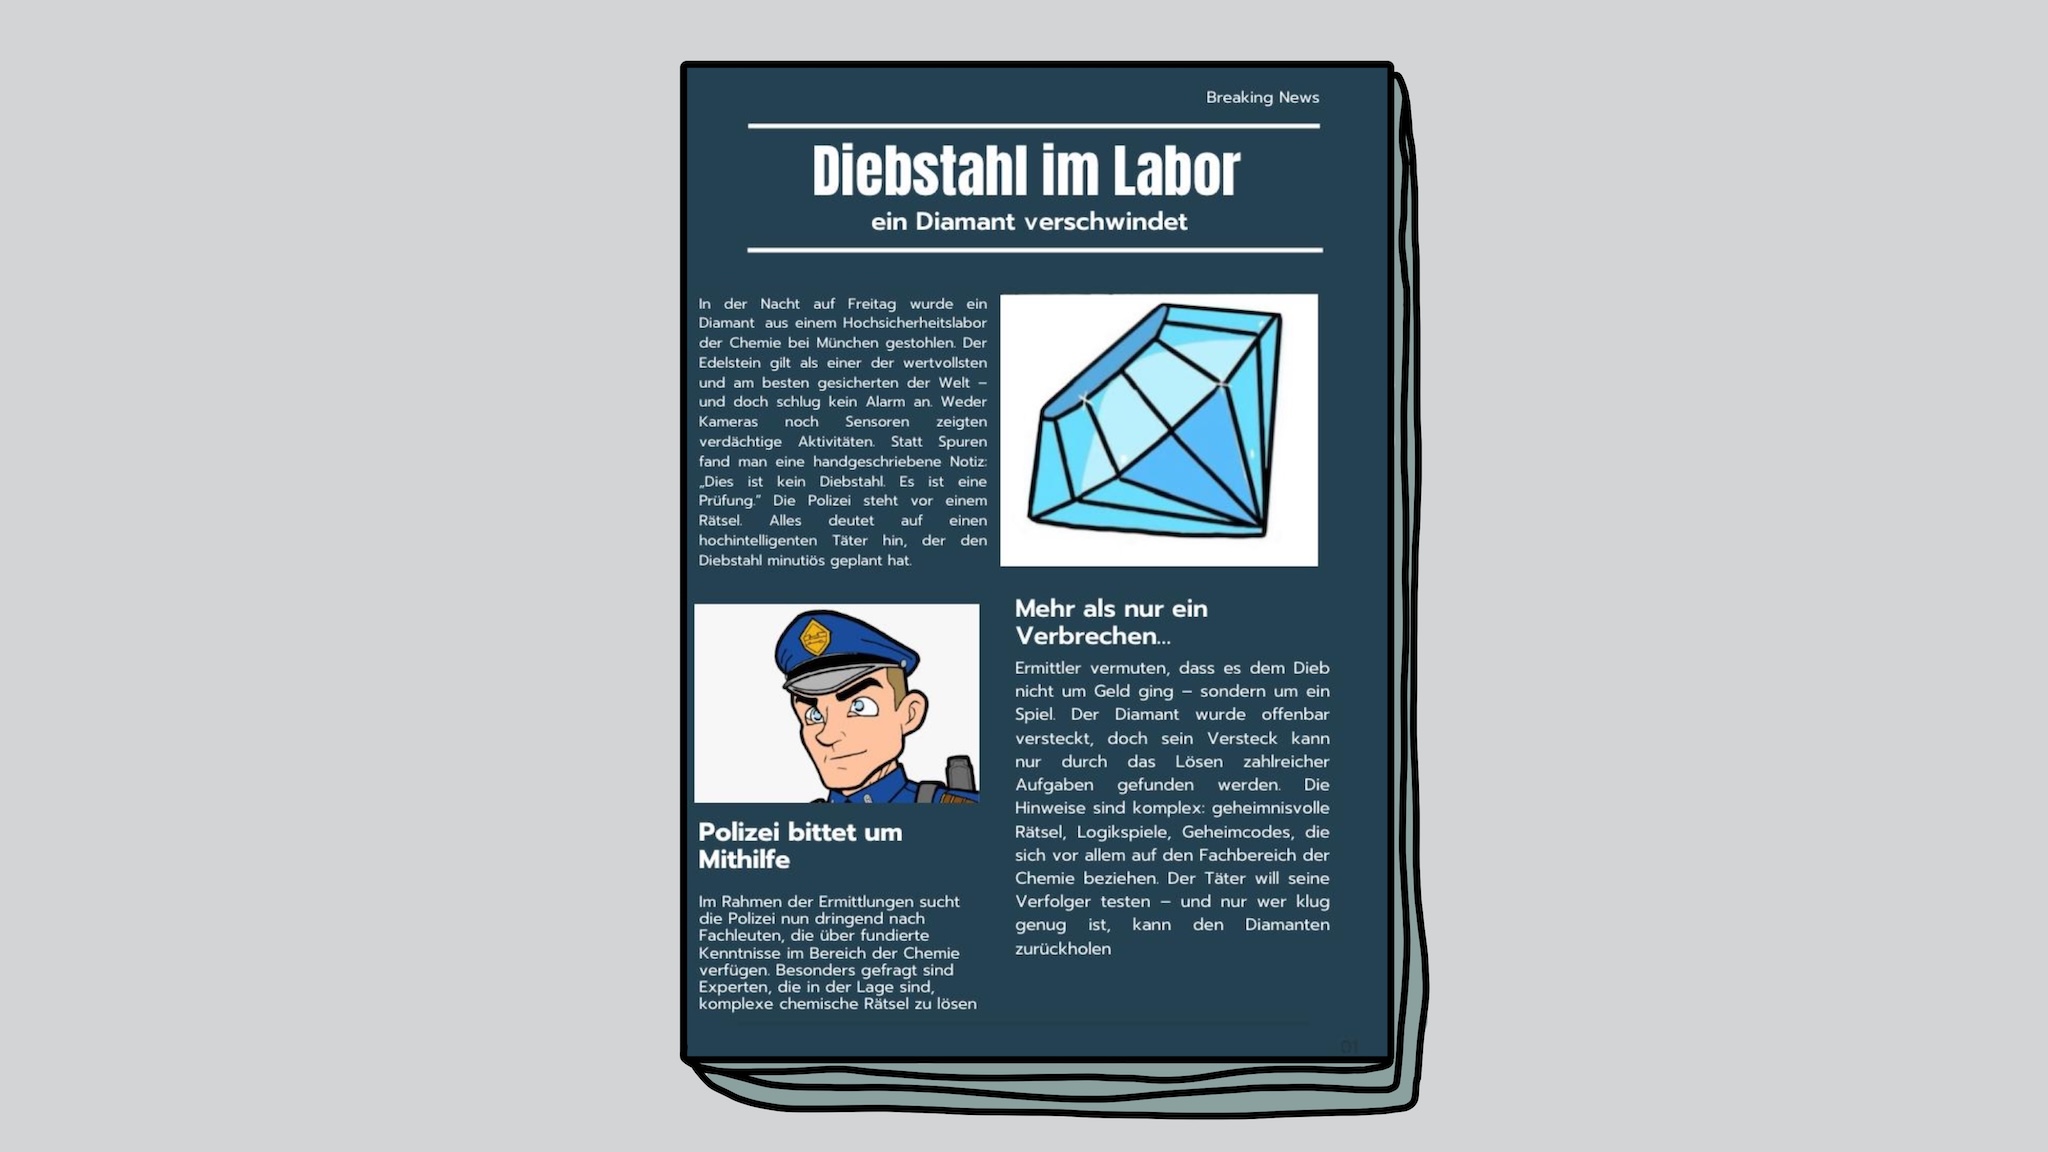 Breaking News
Diebstahl im Labor
ein Diamant verschwindet
In der Nacht auf Freitag wurde ein
Diamant aus einem Hochsicherheitslabor
der Chemie bei München gestohlen. Der
Edelstein gilt als einer der wertvollsten
und am besten gesicherten der Welt –
und doch schlug kein Alarm an. Weder
Kameras noch Sensoren zeigten
verdächtige Aktivitäten. Statt Spuren
fand man eine handgeschriebene Notiz:
„Dies ist kein Diebstahl. Es ist eine
Prüfung.“ Die Polizei steht vor einem
Rätsel. Alles deutet auf einen
hochintelligenten Täter hin, der den
Diebstahl minutiös geplant hat.
Polizei bittet um
Mithilfe
Im Rahmen der Ermittlungen sucht
die Polizei nun dringend nach
Fachleuten, die über fundierte
Kenntnisse im Bereich der Chemie
verfügen. Besonders gefragt sind
Experten, die in der Lage sind,
komplexe chemische Rätsel zu lösen
Mehr als nur ein
Verbrechen...
Ermittler vermuten, dass es dem Dieb
nicht um Geld ging – sondern um ein
Spiel. Der Diamant wurde offenbar
versteckt, doch sein Versteck kann
nur durch das Lösen zahlreicher
Aufgaben gefunden werden. Die
Hinweise sind komplex: geheimnisvolle
Rätsel, Logikspiele, Geheimcodes, die
sich vor allem auf den Fachbereich der
Chemie beziehen. Der Täter will seine
Verfolger testen – und nur wer klug
genug ist, kann den Diamanten
zurückholen
01